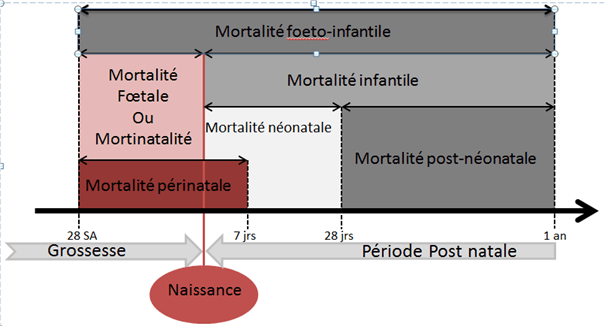 Mortalité foeto-infantile
Mortalité
Fœtale
Ou
Mortinatalité
Mortalité infantile
Mortalité néonatale
Mortalité post-néonatale
Mortalité périnatale
28 SA
7 jrs
28 jrs
1 an
Grossesse
Période Post natale
Naissance